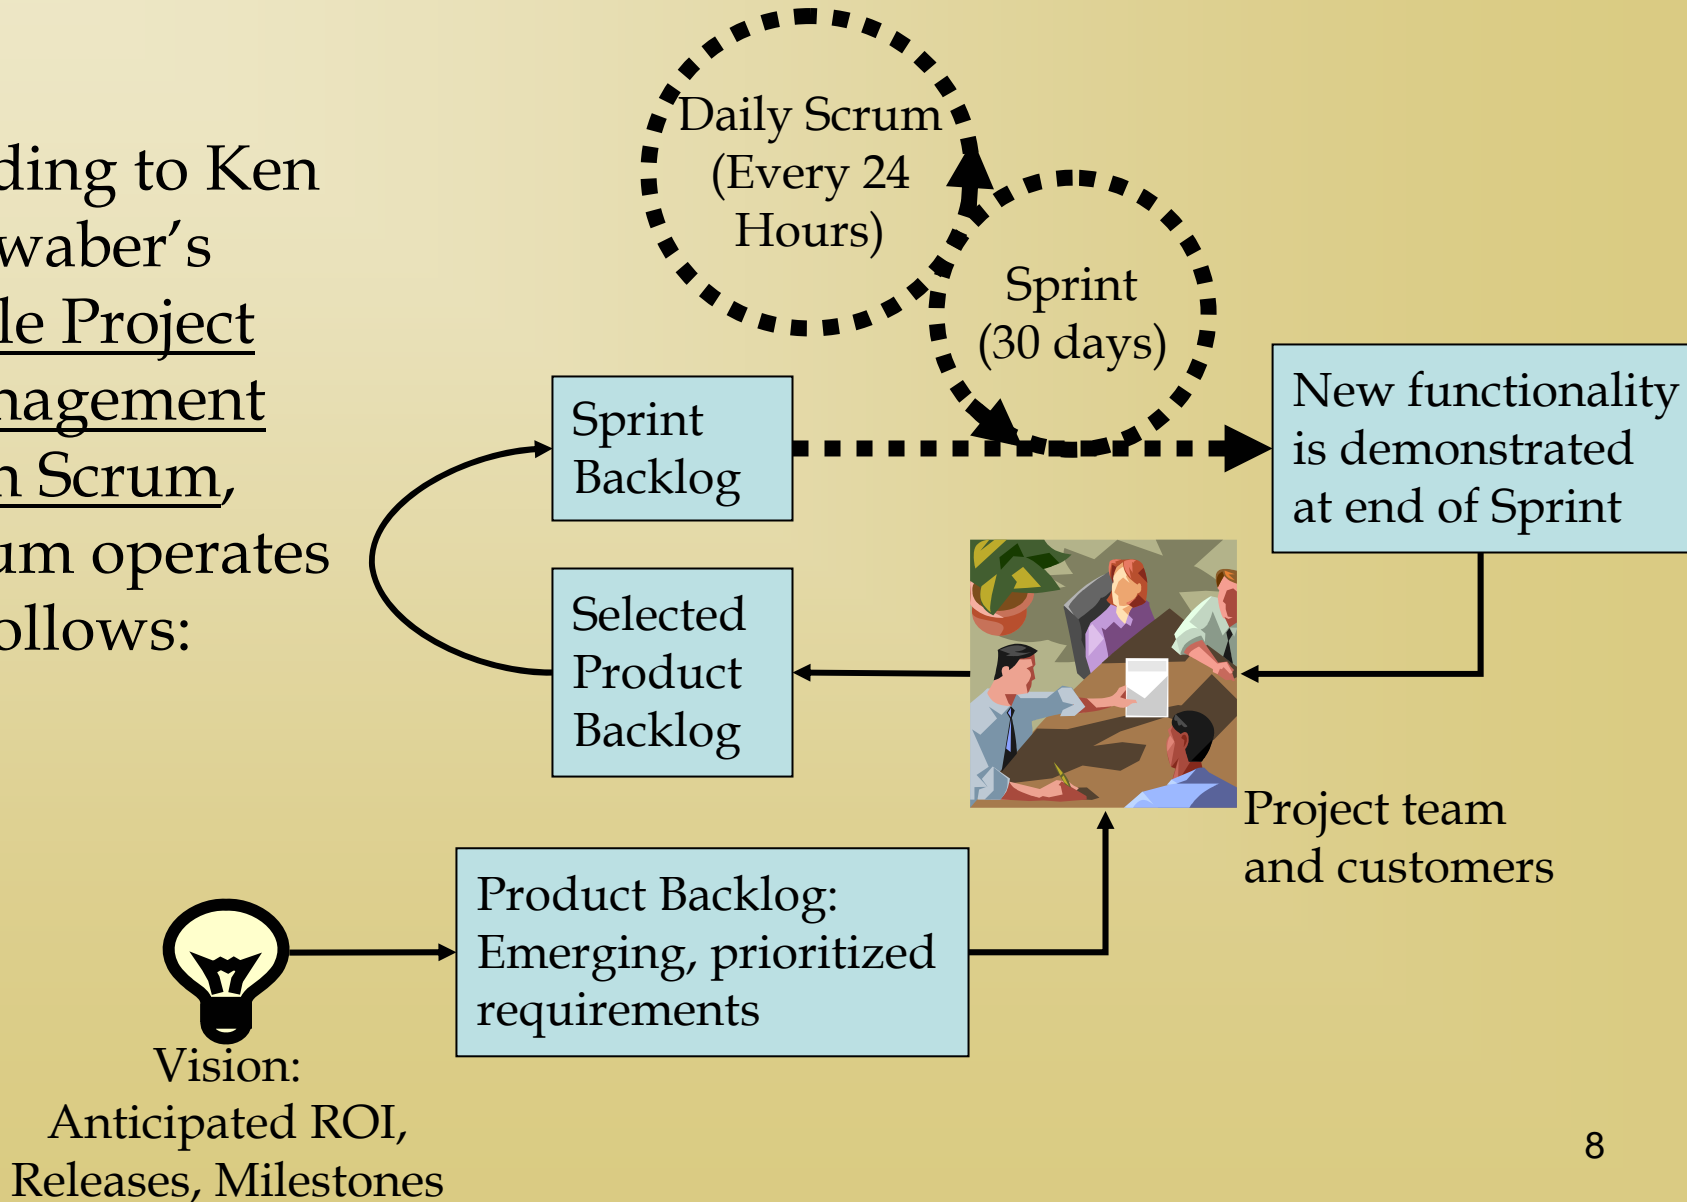 ding to Ken
waber’s
le Project
nagement
n Scrum,
um operates
ollows:
Daily Scrum
(Every 24
Hours)
Sprint
(30 days)
Sprint
Backlog
New functionality
is demonstrated
at end of Sprint
Selected
Product
Backlog
Project team
and customers
Product Backlog:
Emerging, prioritized
requirements
Vision:
Anticipated ROI,
Releases, Milestones
8